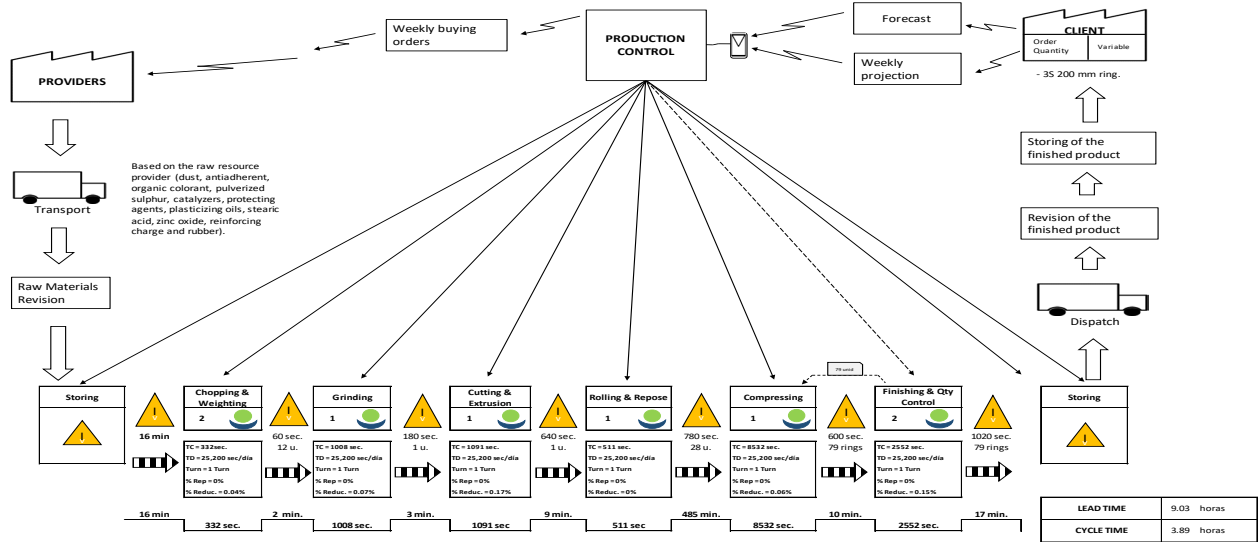 Weekly buying
orders
PRODUCTION
CONTROL
Forecast
Weekly
projection
CLIENT
Order
Quantity
Variable
- 3S 200 mm ring.
PROVIDERS
Transport
Based on the raw resource
provider (dust, antiadherent,
organic colorant, pulverized
sulphur, catalyzers, protecting
agents, plasticizing oils, stearic
acid, zinc oxide, reinforcing
charge and rubber).
Raw Materials
Revision
Storing of the
finished product
Revision of the
finished product
Dispatch
79 unid
Storing
I
16 min
Chopping &
Weighting
2
TC = 332sec.
TD = 25,200 sec/día
Turn = 1 Turn
% Rep = 0%
% Reduc. = 0.04%
I
60 sec.
12 u.
Grinding
1
TC = 1008 sec.
TD = 25,200 sec/día
Turn = 1 Turn
% Rep = 0%
% Reduc. = 0.07%
I
180 sec.
1 u.
Cutting &
Extrusion
1
TC = 1091 sec.
TD = 25,200 sec/día
Turn = 1 Turn
% Rep = 0%
% Reduc. = 0.17%
I
640 sec.
1 u.
Rolling & Repose
1
TC = 511 sec.
TD = 25,200 sec/día
Turn = 1 Turn
% Rep = 0%
% Reduc. =0%
I
780 sec.
28 u.
Compressing
1
TC = 8532 sec.
TD = 25,200 sec/día
Turn = 1 Turn
% Rep = 0%
% Reduc. = 0.06%
I
600 sec.
79 rings
Finishing & Qty
Control
2
TC = 2552 sec.
TD = 25,200 sec/día
Turn = 1 Turn
% Rep = 0%
% Reduc. = 0.15%
I
1020 sec.
79 rings
Storing
I
16 min
332 sec.
2 min.
1008 sec.
3 min.
1091 sec
9 min.
511 sec
485 min.
8532 sec.
10 min.
2552 sec.
17 min.
LEAD TIME 9.03 horas
CYCLE TIME 3.89 horas